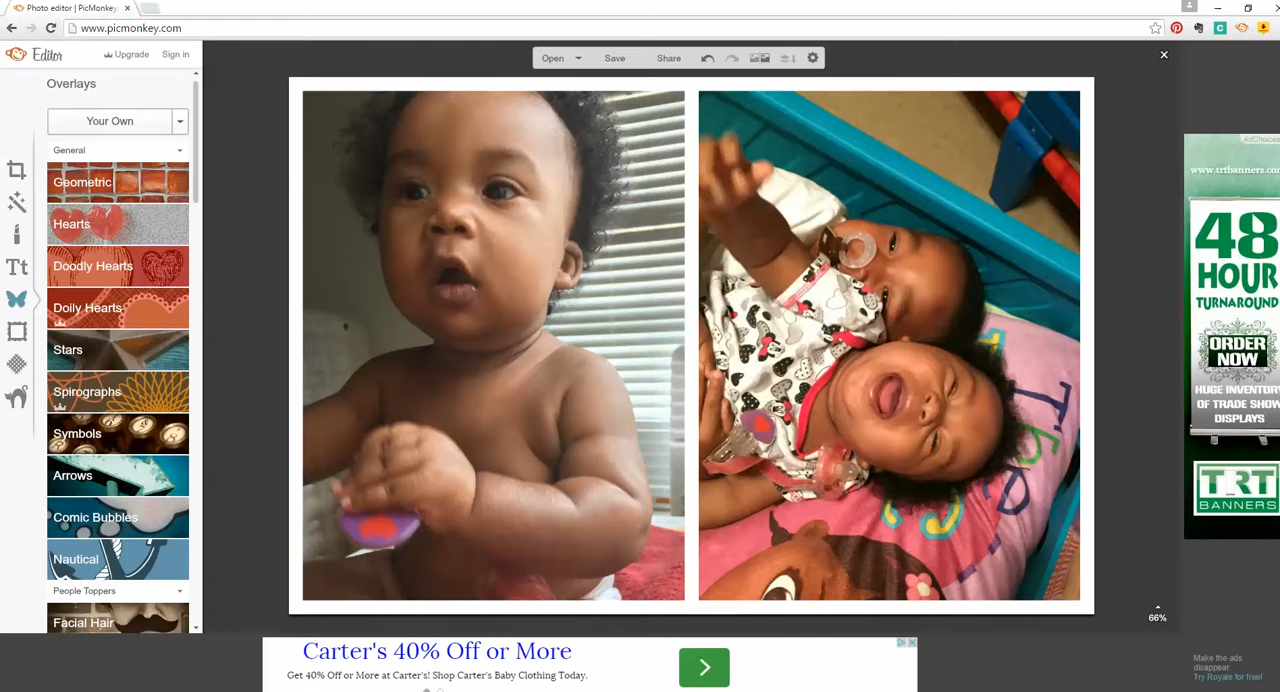 Photo editor | PicMonkey
www.picmonkey.com
Editor
Upgrade
Sign in
Open
Save
Share
Overlays
Your Own
General
Geometric
Hearts
Doodly Hearts
Doily Hearts
Stars
Spirographs
Symbols
Arrows
Comic Bubbles
Nautical
People Toppers
Facial Hair
Tt
66%
AdChoices
www.trtbanners.com
48
HOUR
TURNAROUND
ORDER
NOW
HUGE INVENTORY
OF TRADE SHOW
DISPLAYS
TRT
BANNERS
Carter's 40% Off or More
Get 40% Off or More at Carter's! Shop Carter's Baby Clothing Today.
Make the ads
disappear
Try Royale for free!